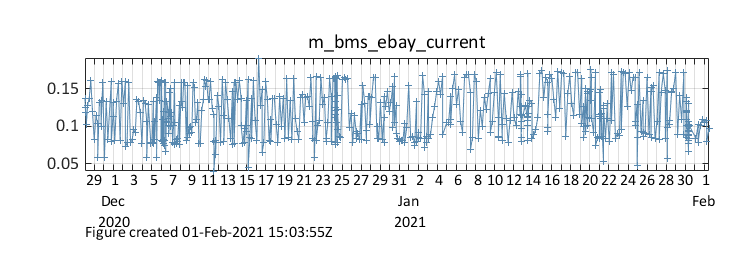 m_bms_ebay_current
0.15
0.1
0.05
29 1 3 5 7 9 11 13 15 17 19 21 23 25 27 29 31 2 4 6 8 10 12 14 16 18 20 22 24 26 28 30 1
Dec Jan Feb
2020 2021
Figure created 01-Feb-2021 15:03:55Z